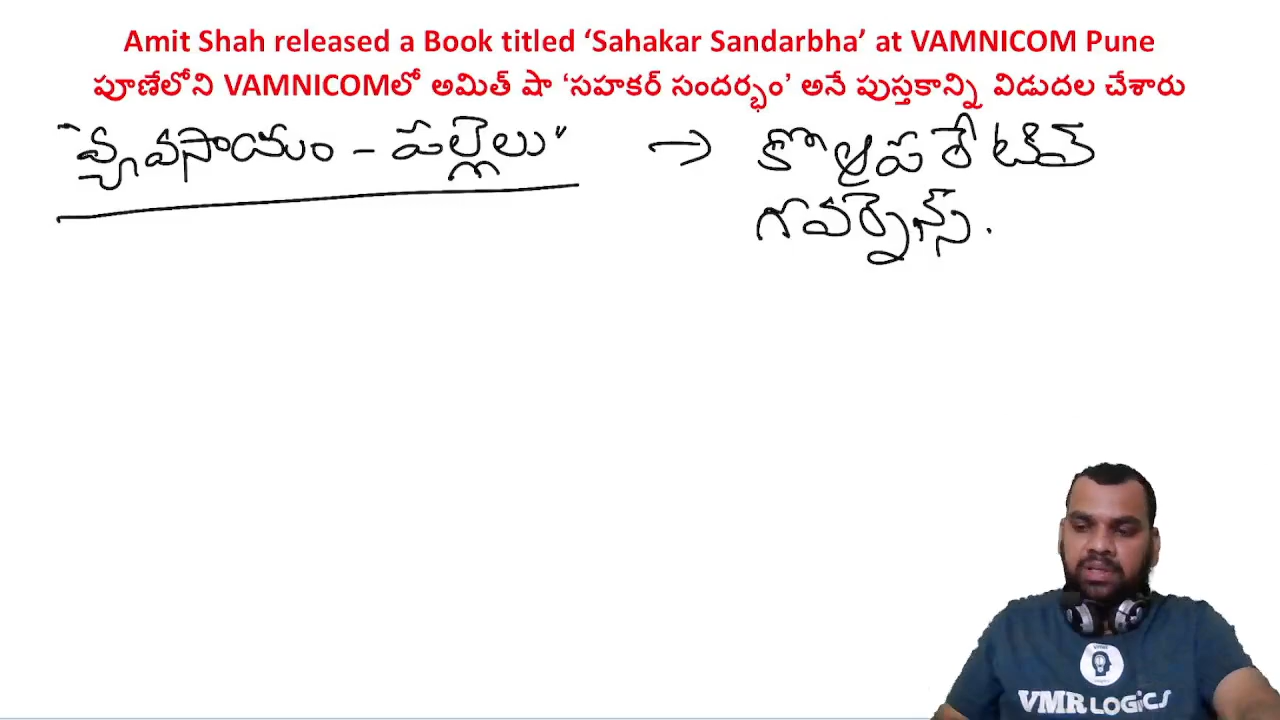 Amit Shah released a Book titled ‘Sahakar Sandarbha’ at VAMNICOM Pune
పూణేలోని VAMNICOMలో అమిత్ షా ‘సహకర్ సందర్భం’ అనే పుస్తకాన్ని విడుదల చేశారు
"వ్యవసాయం - పల్లెలు" → కొఆపరేటివ్
గవర్నెన్స్.
VMR LOGICS